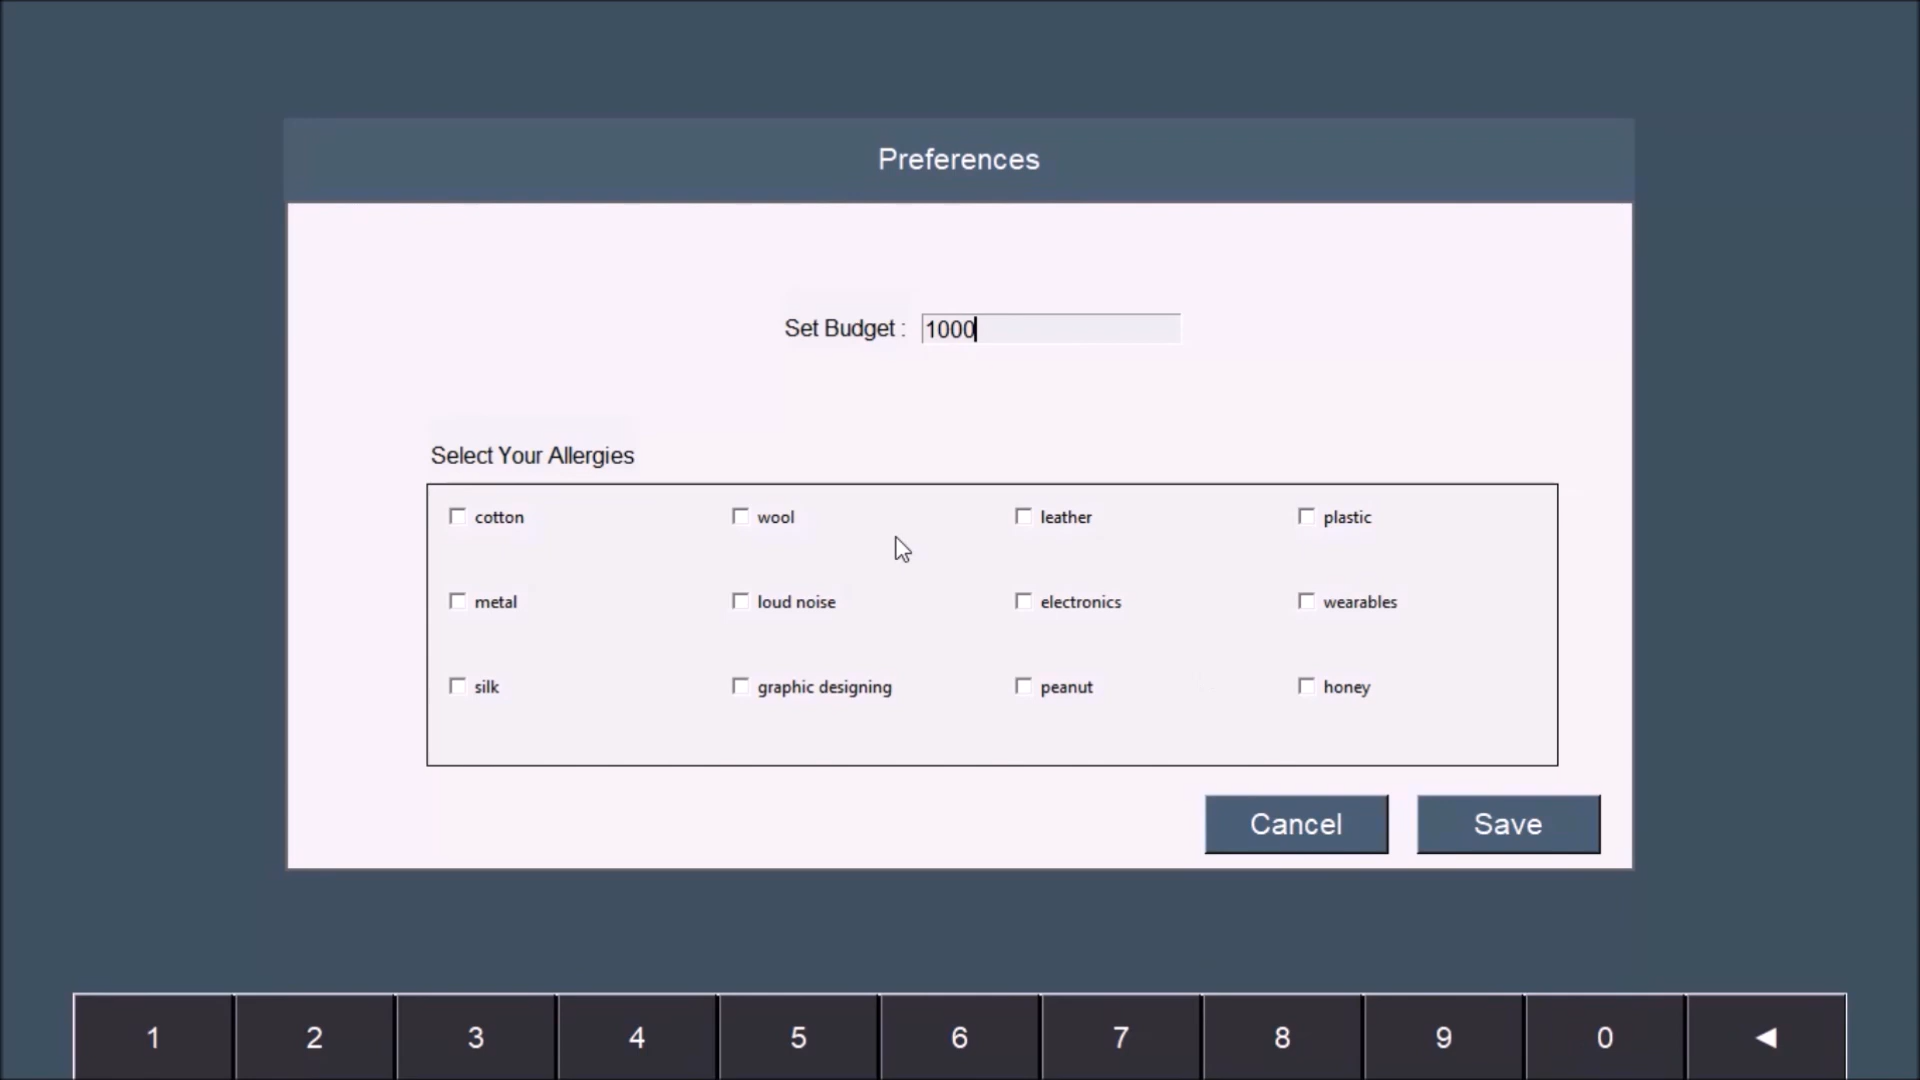 Preferences
Set Budget : 1000
Select Your Allergies
cotton wool leather plastic
metal loud noise electronics wearables
silk graphic designing peanut honey
Cancel Save
1 2 3 4 5 6 7 8 9 0 ◀